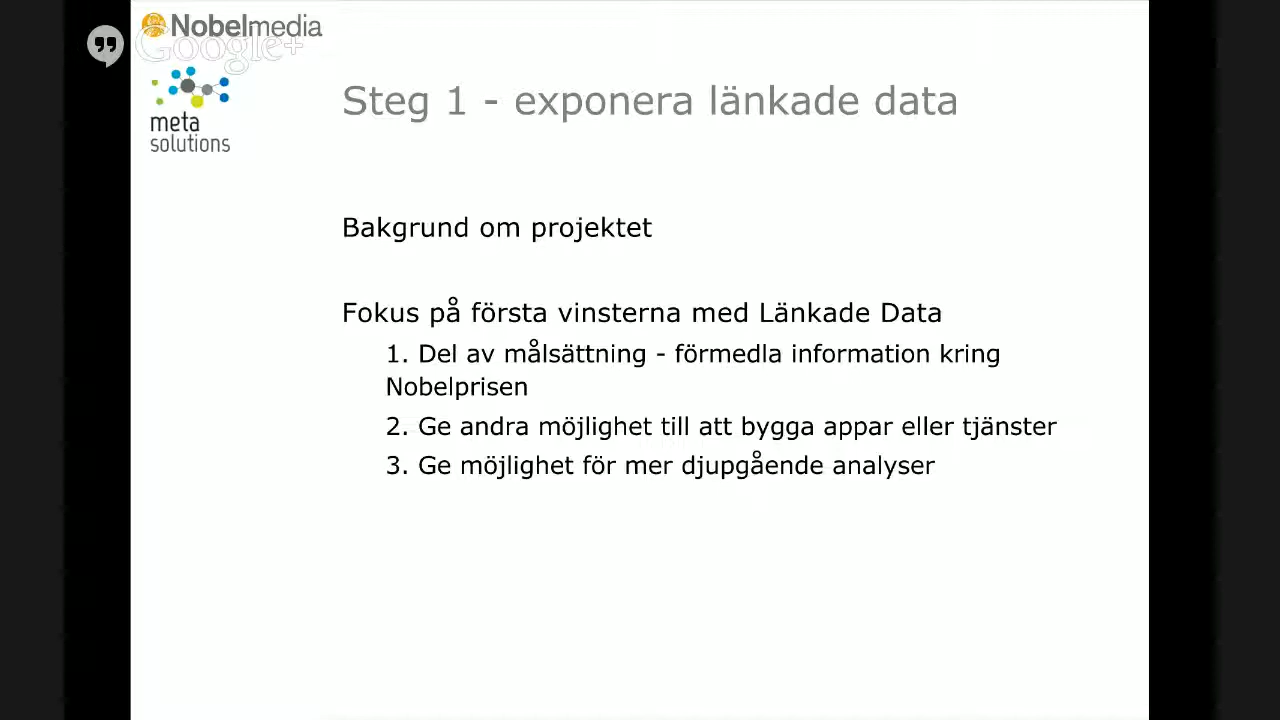 Nobelmedia
Google+
meta
solutions
Steg 1 - exponera länkade data
Bakgrund om projektet
Fokus på första vinsterna med Länkade Data
1. Del av målsättning - förmedla information kring
Nobelprisen
2. Ge andra möjlighet till att bygga appar eller tjänster
3. Ge möjlighet för mer djupgående analyser